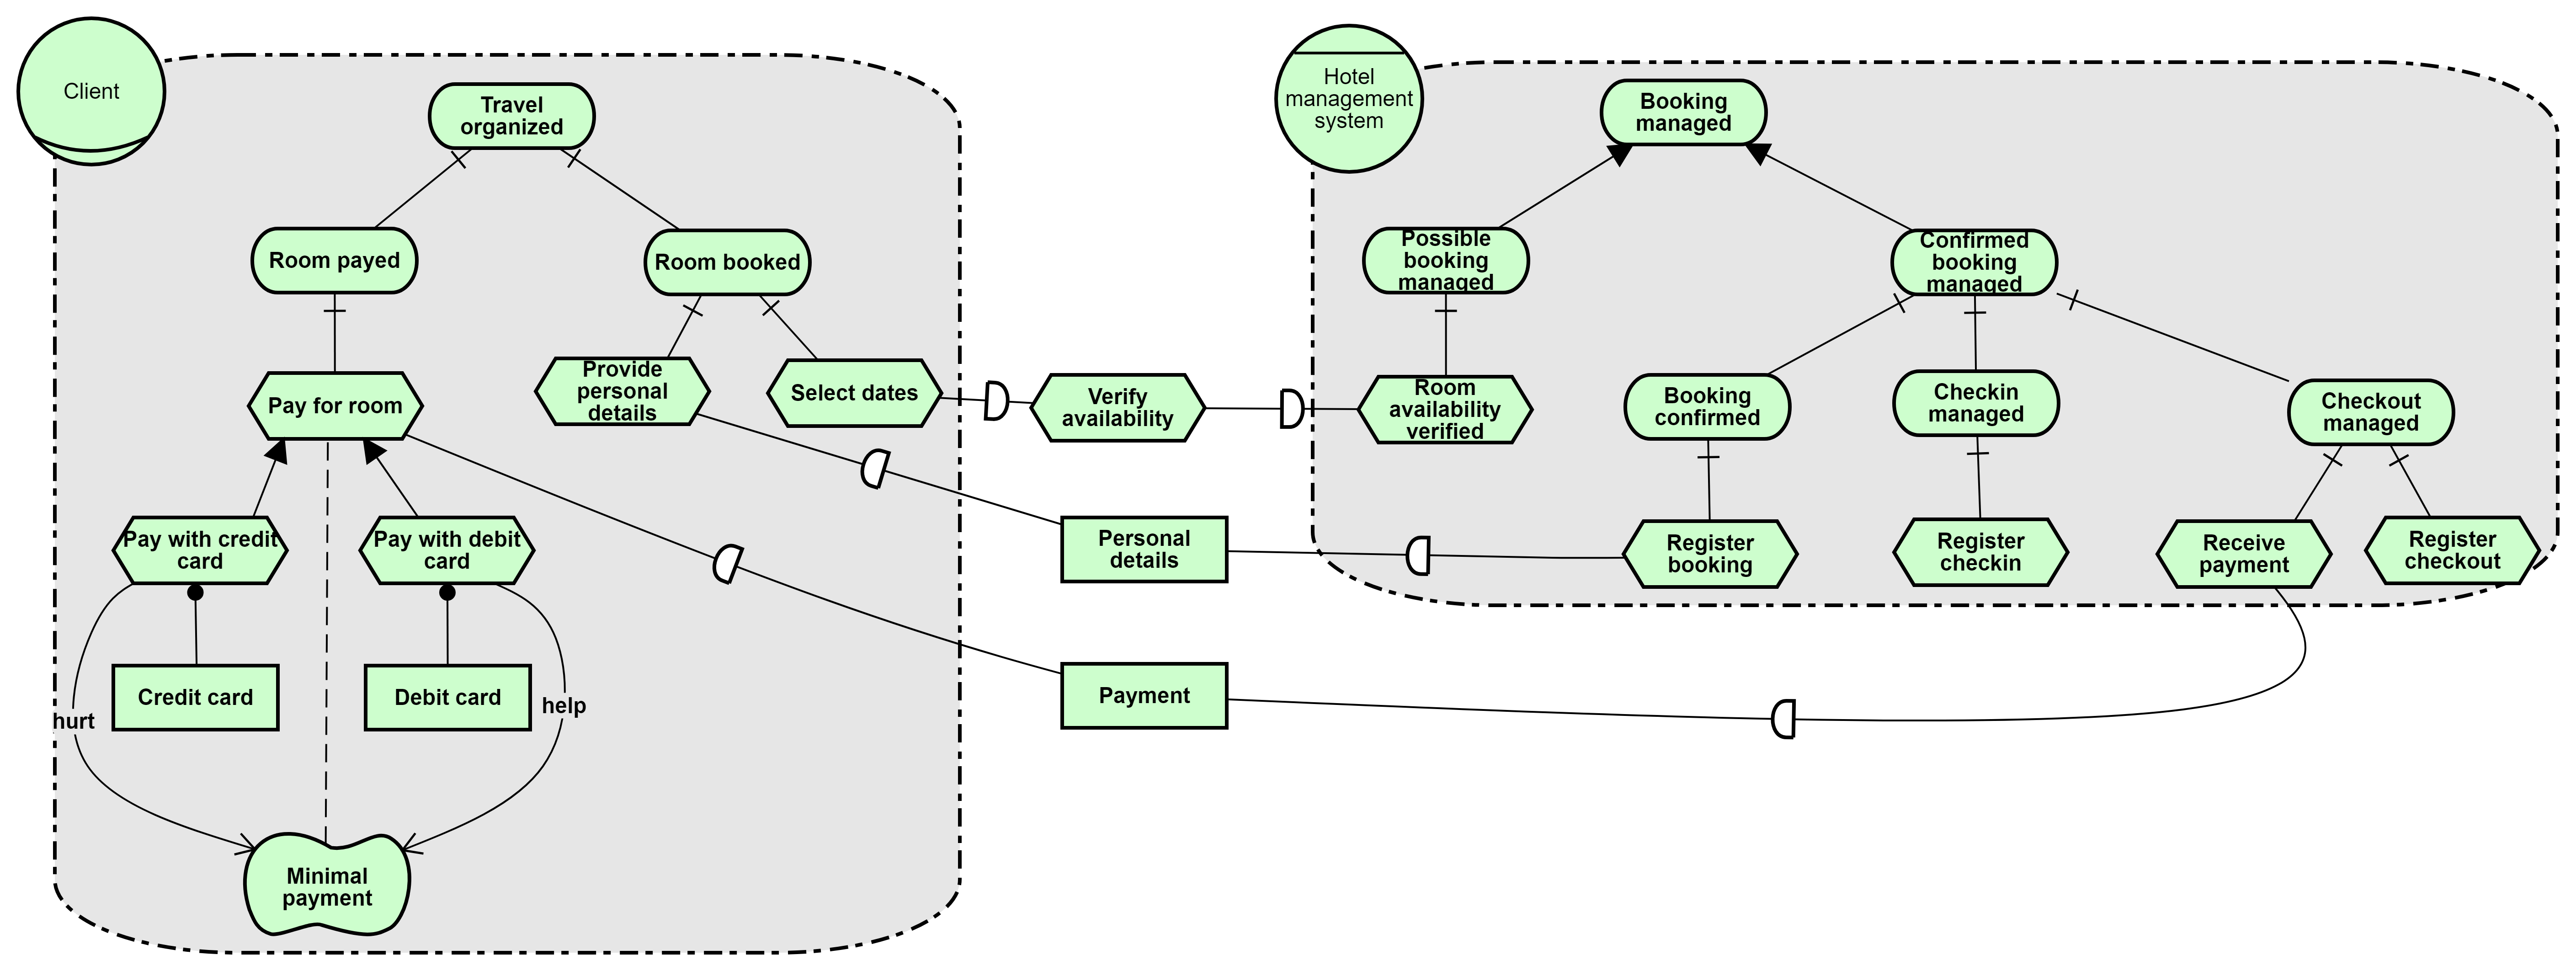 Client
Travel
organized
Room payed
Room booked
Pay for room
Provide
personal
details
Select dates
Pay with credit
card
Pay with debit
card
Credit card
Debit card
hurt
help
Minimal
payment
Verify
availability
Personal
details
Payment
Hotel
management
system
Booking
managed
Possible
booking
managed
Confirmed
booking
managed
Room
availability
verified
Booking
confirmed
Checkin
managed
Checkout
managed
Register
booking
Register
checkin
Receive
payment
Register
checkout